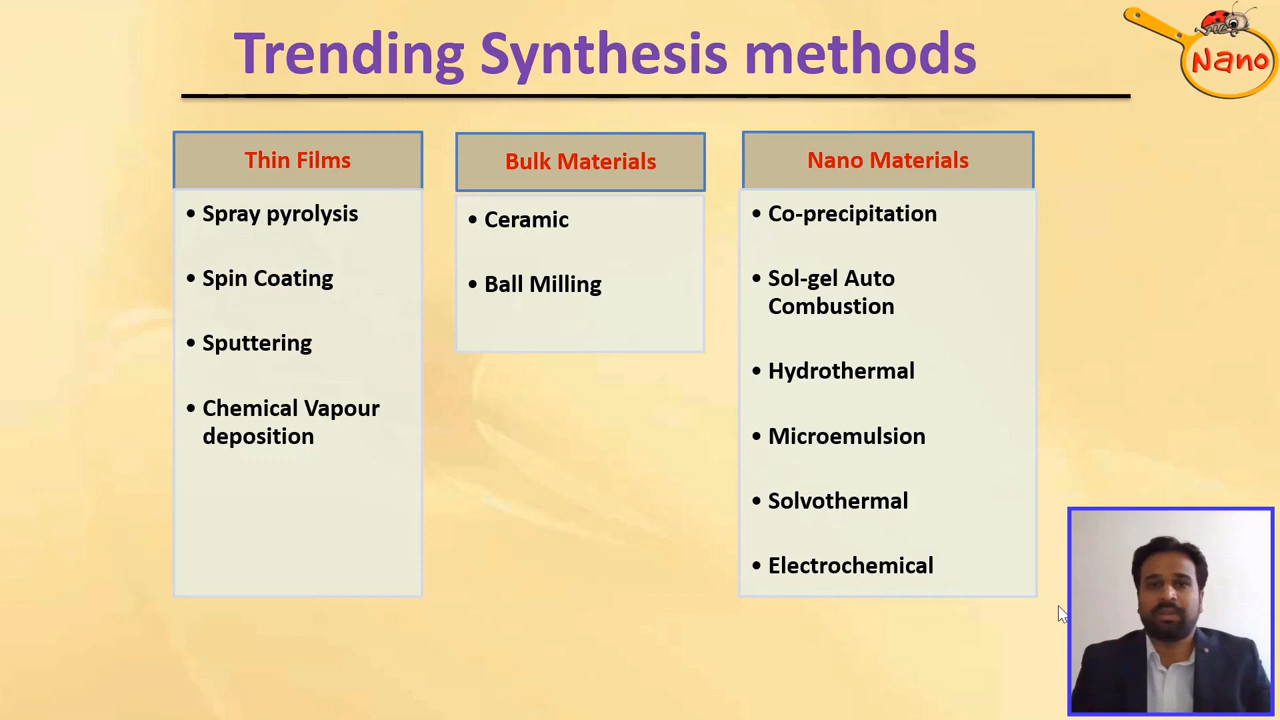 Trending Synthesis methods
Nano
Thin Films
• Spray pyrolysis
• Spin Coating
• Sputtering
• Chemical Vapour
deposition
Bulk Materials
• Ceramic
• Ball Milling
Nano Materials
• Co-precipitation
• Sol-gel Auto
Combustion
• Hydrothermal
• Microemulsion
• Solvothermal
• Electrochemical